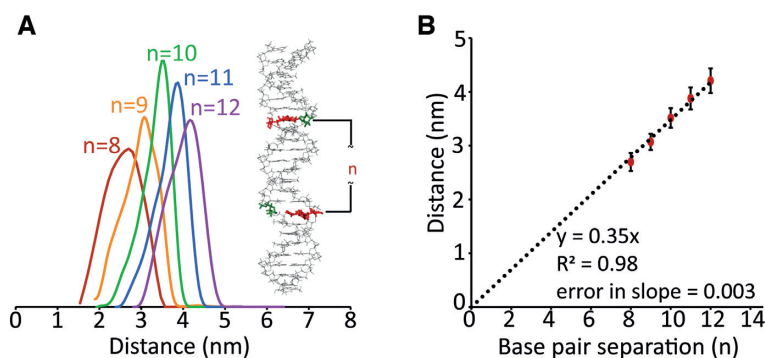 A
n=10
n=11
n=9
n=12
n=8
n
0 1 2 3 4 5 6 7 8
Distance (nm)
B
5
4
3
2
1
0
Distance (nm)
y = 0.35x
R² = 0.98
error in slope = 0.003
0 2 4 6 8 10 12 14
Base pair separation (n)